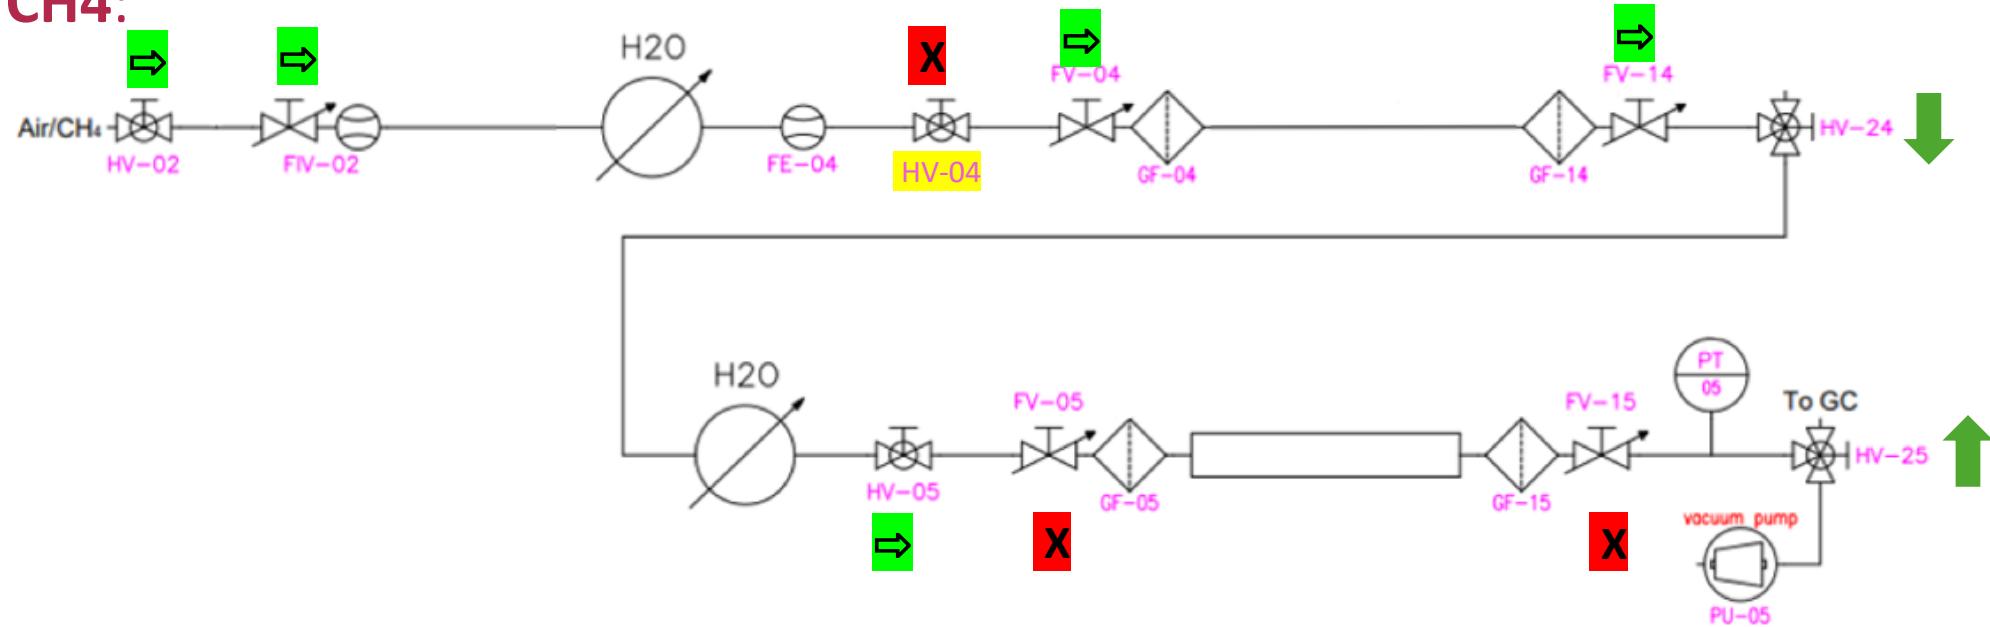 CH4:
H2O
X
FV-04
FV-14
Air/CH4
HV-24
HV-02
FIV-02
FE-04
HV-04
GF-04
GF-14
H2O
FV-05
FV-15
PT
05
To GC
HV-25
HV-05
GF-05
GF-15
X
X
vacuum pump
PU-05